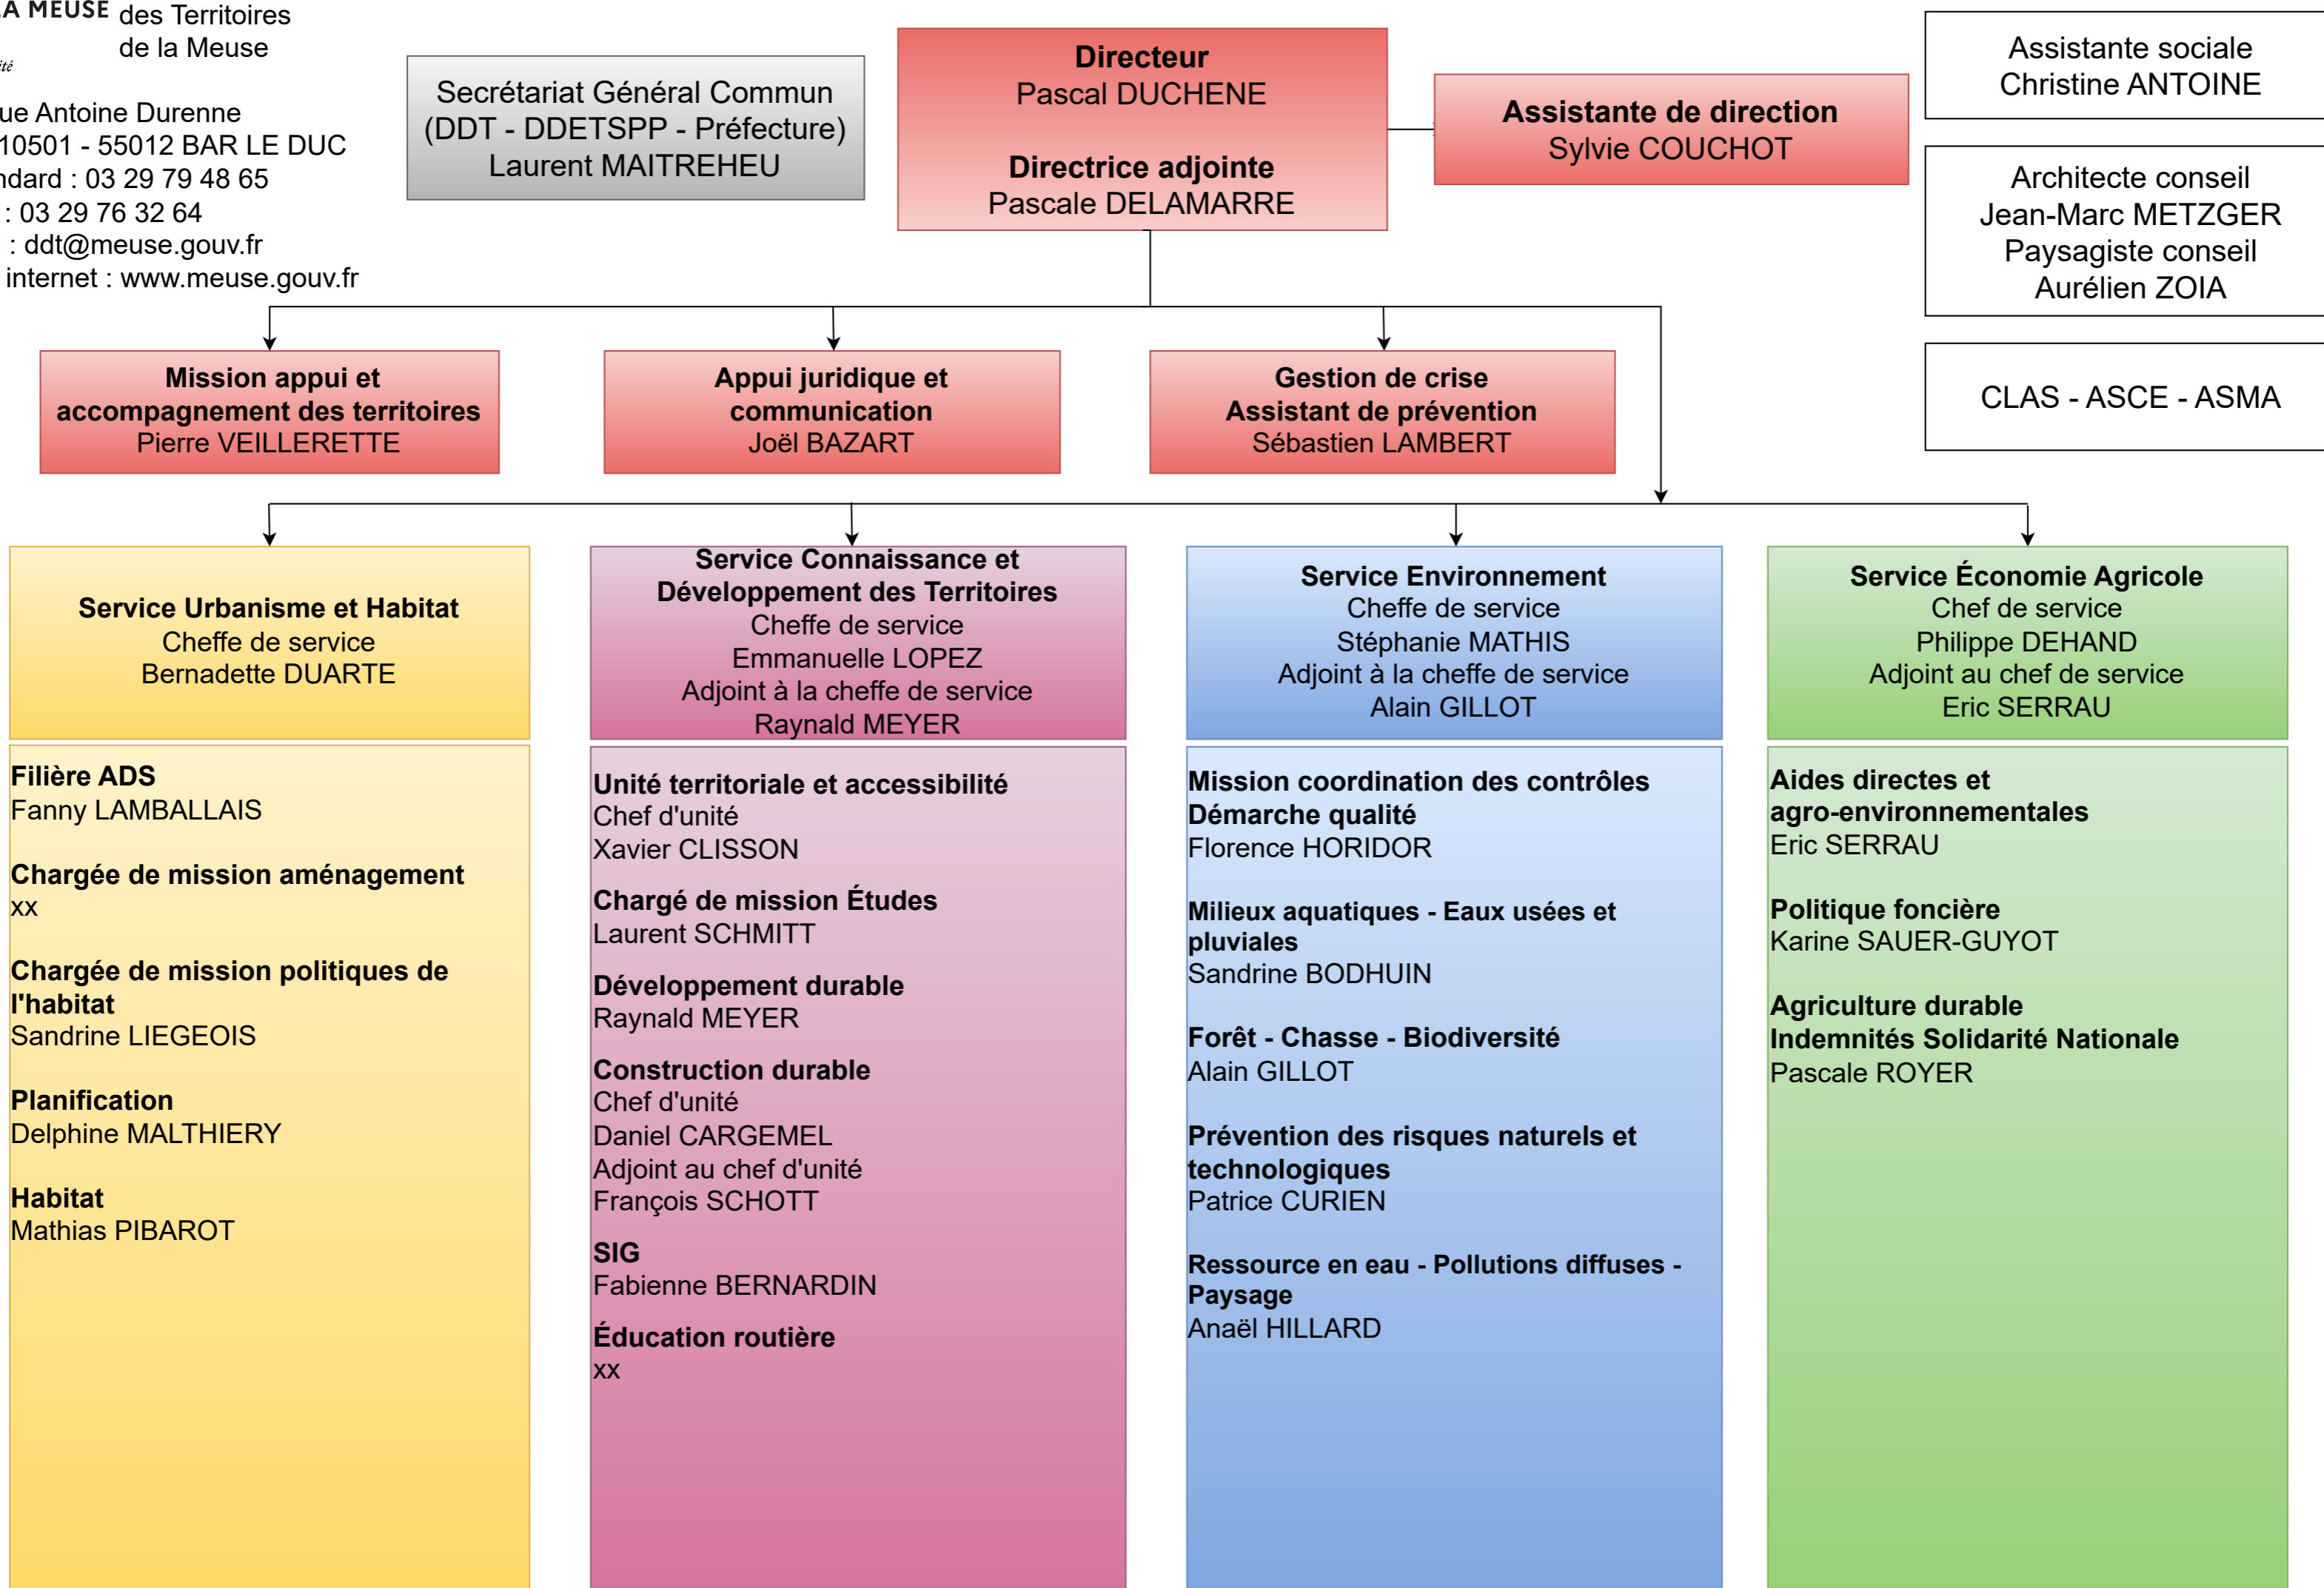 LA MEUSE
des Territoires
de la Meuse
Antoine Durenne
10501 - 55012 BAR LE DUC
: 03 29 79 48 65
: 03 29 76 32 64
: ddt@meuse.gouv.fr
internet : www.meuse.gouv.fr
Secrétariat Général Commun
(DDT - DDETSPP - Préfecture)
Laurent MAITREHEU
Directeur
Pascal DUCHENE
Directrice adjointe
Pascale DELAMARRE
Assistante de direction
Sylvie COUCHOT
Assistante sociale
Christine ANTOINE
Architecte conseil
Jean-Marc METZGER
Paysagiste conseil
Aurélien ZOIA
CLAS - ASCE - ASMA
Mission appui et
accompagnement des territoires
Pierre VEILLERETTE
Appui juridique et
communication
Joël BAZART
Gestion de crise
Assistant de prévention
Sébastien LAMBERT
Service Urbanisme et Habitat
Cheffe de service
Bernadette DUARTE
Filière ADS
Fanny LAMBALLAIS
Chargée de mission aménagement
xx
Chargée de mission politiques de
l'habitat
Sandrine LIEGEOIS
Planification
Delphine MALTHIERY
Habitat
Mathias PIBAROT
Service Connaissance et
Développement des Territoires
Cheffe de service
Emmanuelle LOPEZ
Adjoint à la cheffe de service
Raynald MEYER
Unité territoriale et accessibilité
Chef d'unité
Xavier CLISSON
Chargé de mission Études
Laurent SCHMITT
Développement durable
Raynald MEYER
Construction durable
Chef d'unité
Daniel CARGEMEL
Adjoint au chef d'unité
François SCHOTT
SIG
Fabienne BERNARDIN
Éducation routière
xx
Service Environnement
Cheffe de service
Stéphanie MATHIS
Adjoint à la cheffe de service
Alain GILLOT
Mission coordination des contrôles
Démarche qualité
Florence HORIDOR
Milieux aquatiques - Eaux usées et
pluviales
Sandrine BODHUIN
Forêt - Chasse - Biodiversité
Alain GILLOT
Prévention des risques naturels et
technologiques
Patrice CURIEN
Ressource en eau - Pollutions diffuses -
Paysage
Anaël HILLARD
Service Économie Agricole
Chef de service
Philippe DEHAND
Adjoint au chef de service
Eric SERRAU
Aides directes et
agro-environnementales
Eric SERRAU
Politique foncière
Karine SAUER-GUYOT
Agriculture durable
Indemnités Solidarité Nationale
Pascale ROYER